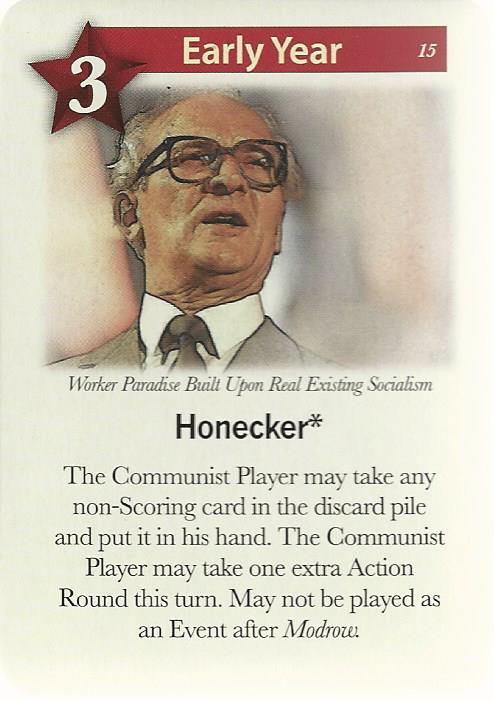 3
Early Year
15
Worker Paradise Built Upon Real Existing Socialism
Honecker*
The Communist Player may take any
non-Scoring card in the discard pile
and put it in his hand. The Communist
Player may take one extra Action
Round this turn. May not be played as
an Event after Modrow.